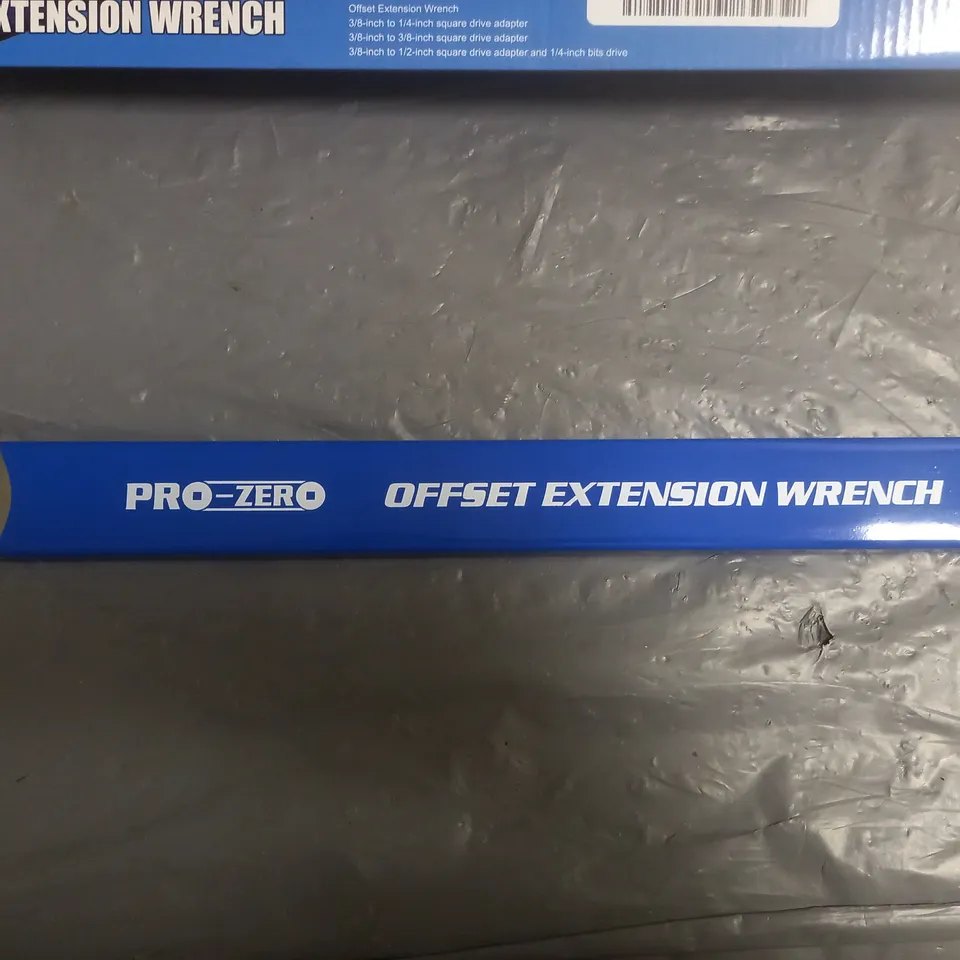 XTENSION WRENCH
Offset Extension Wrench
3/8-inch to 1/4-inch square drive adapter
3/8-inch to 3/8-inch square drive adapter
3/8-inch to 1/2-inch square drive adapter and 1/4-inch bits drive
PRO-ZERO OFFSET EXTENSION WRENCH